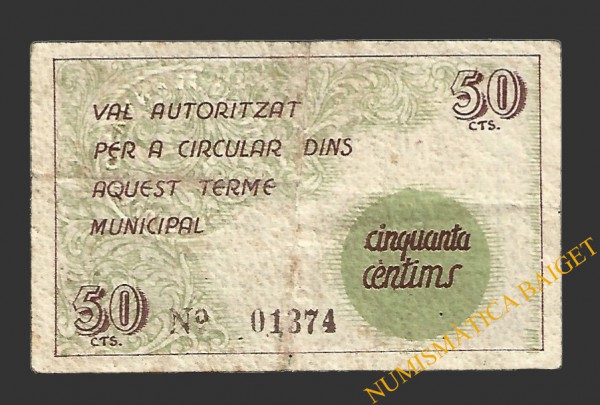 50
CTS.
VAL AUTORITZAT
PER A CIRCULAR DINS
AQUEST TERME
MUNICIPAL
cinquanta
cèntims
50
CTS.
Nº 01374
NUMISMÀTICA BAIGET